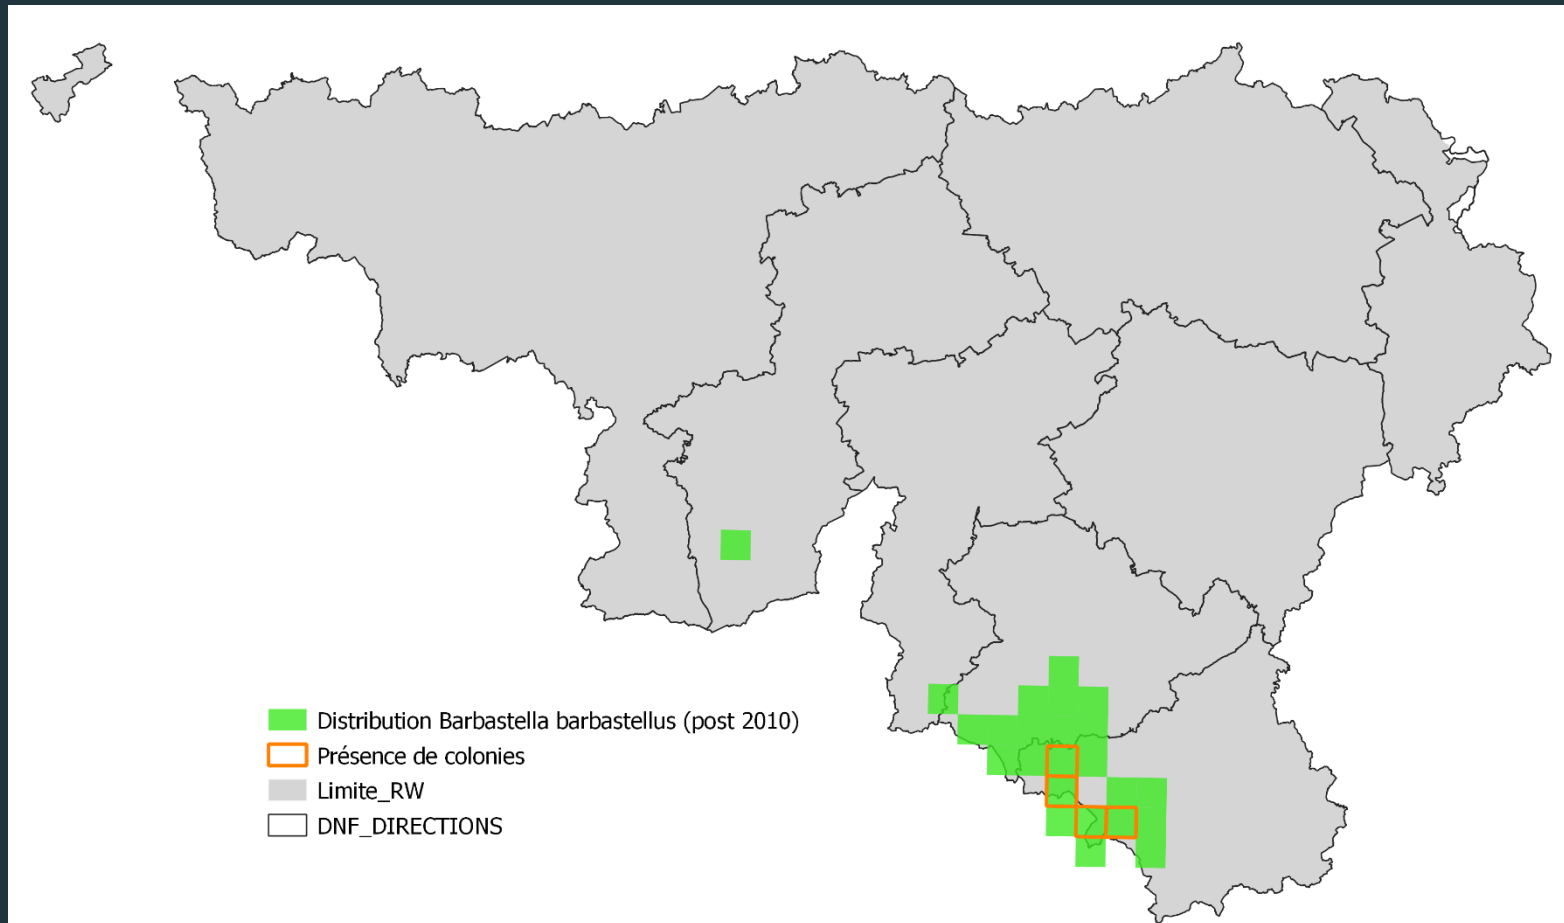 Distribution Barbastella barbastellus (post 2010)
Présence de colonies
Limite_RW
DNF_DIRECTIONS